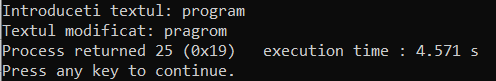 Introduceti textul: program
Textul modificat: pragrom
Process returned 25 (0x19)   execution time : 4.571 s
Press any key to continue.